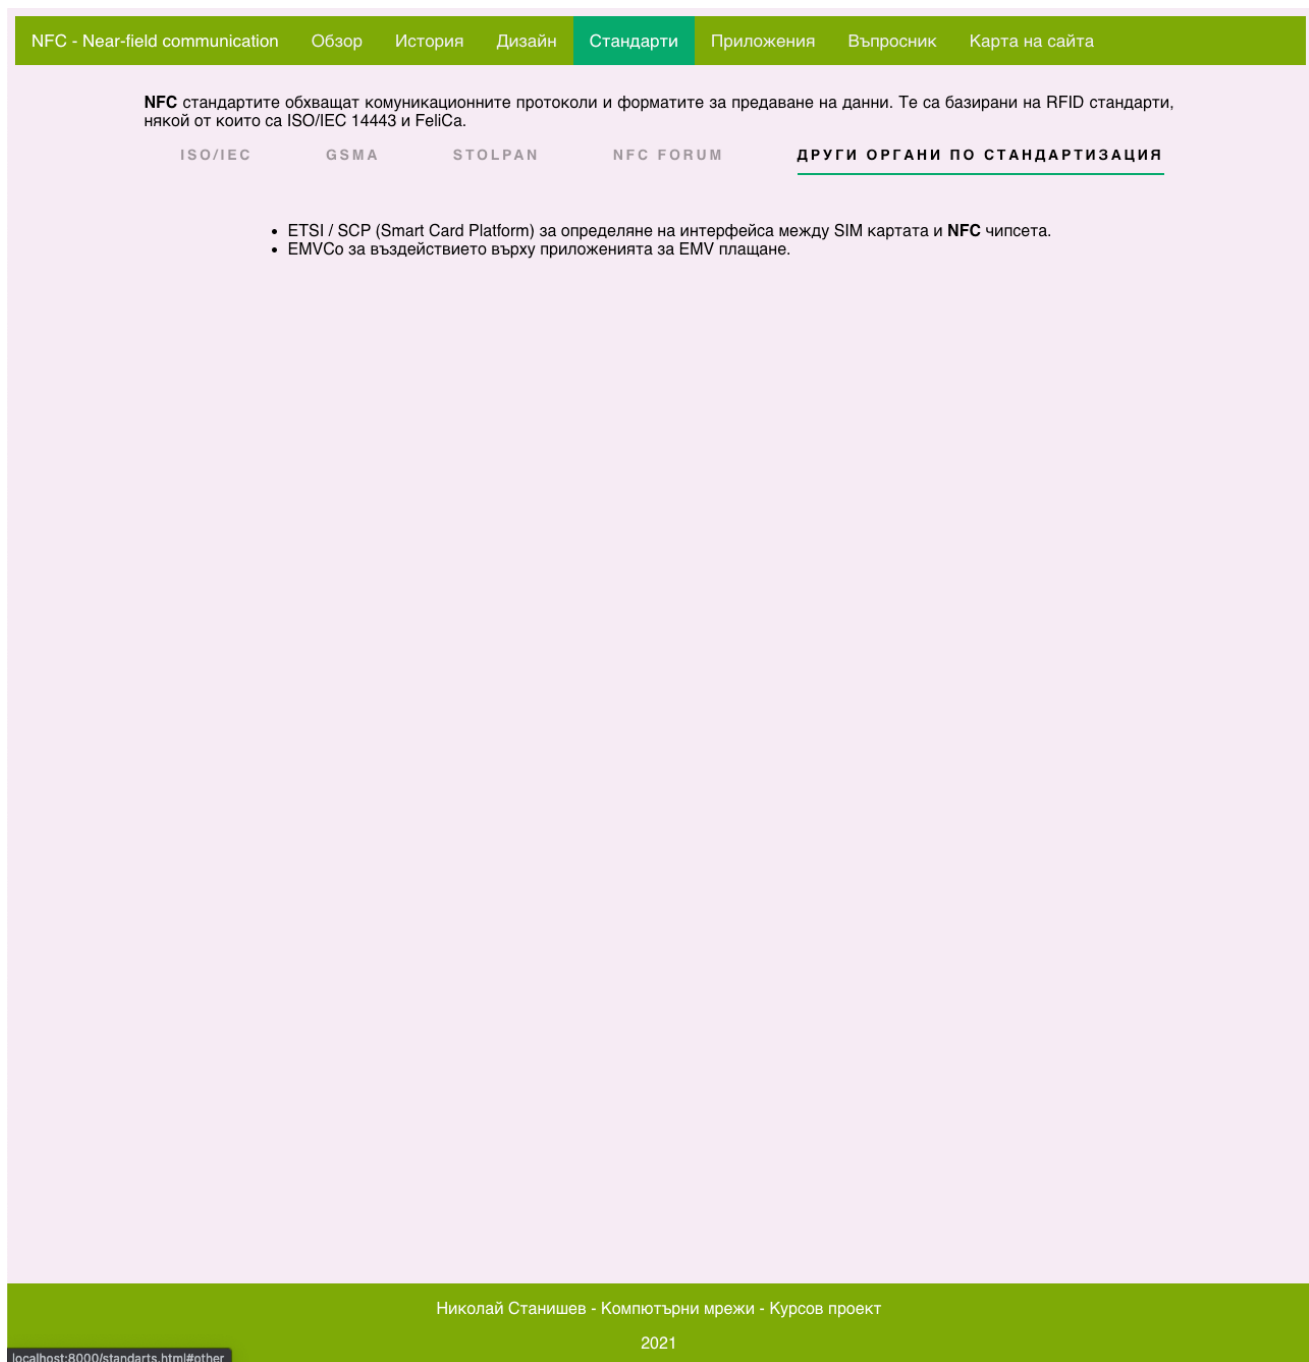 NFC - Near-field communication Обзор История Дизайн Стандарти Приложения Въпросник Карта на сайта
NFC стандартите обхващат комуникационните протоколи и форматите за предаване на данни. Те са базирани на RFID стандарти,
някой от които са ISO/IEC 14443 и FeliCa.
ISO/IEC GSMA STOLPAN NFC FORUM ДРУГИ ОРГАНИ ПО СТАНДАРТИЗАЦИЯ
• ETSI / SCP (Smart Card Platform) за определяне на интерфейса между SIM картата и NFC чипсета.
• EMVCo за въздействието върху приложенията за EMV плащане.
Николай Станишев - Компютърни мрежи - Курсов проект
2021
localhost:8000/standarts.html#other